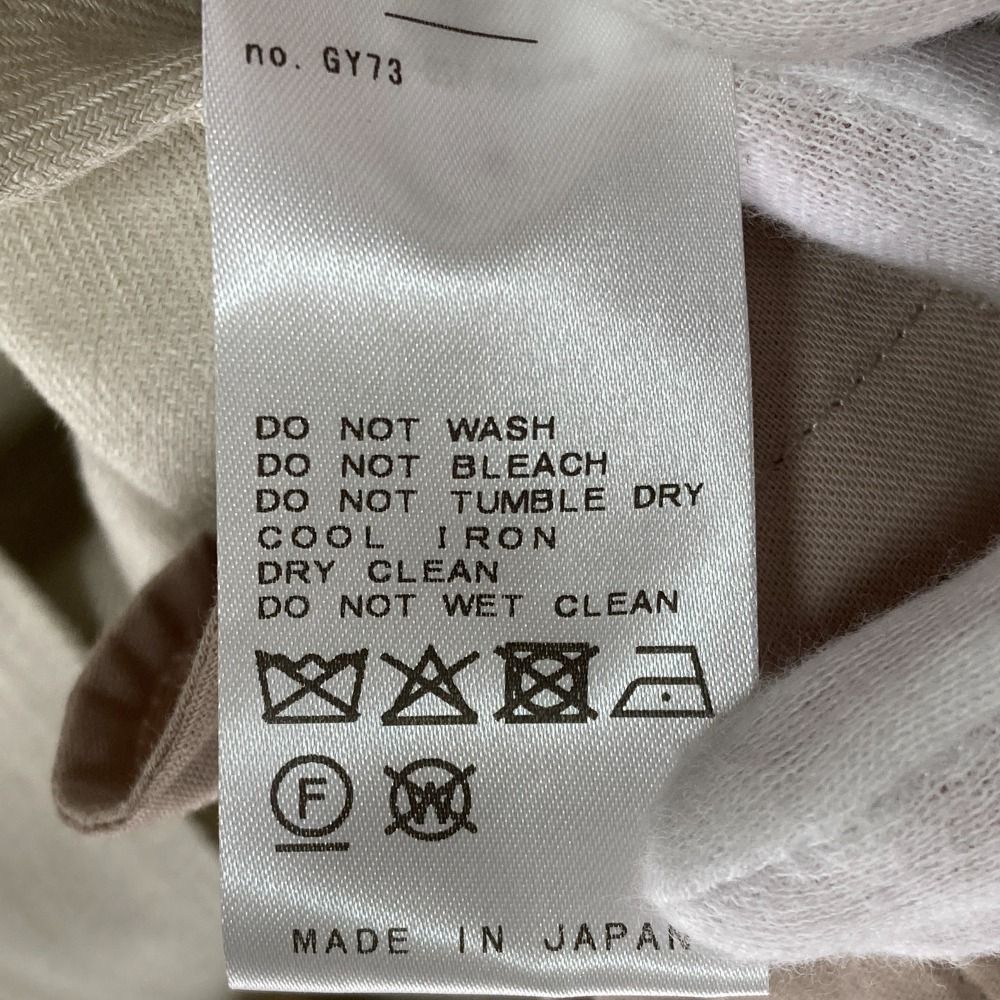 no. GY73
DO NOT WASH
DO NOT BLEACH
DO NOT TUMBLE DRY
COOL IRON
DRY CLEAN
DO NOT WET CLEAN
F W
MADE IN JAPAN